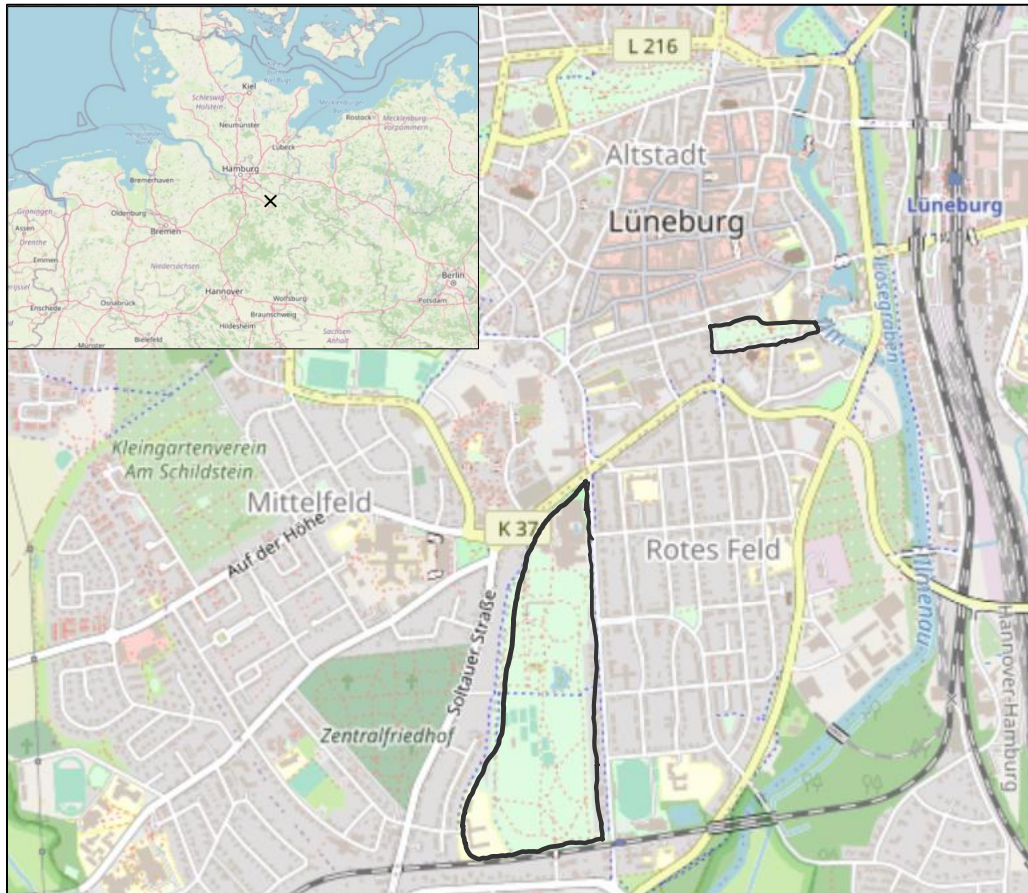 Kiel
Schleswig
Holstein
Neumünster
Rostock
Mecklenburg
Vorpommern
Lübeck
Hamburg
Bremerhaven
Groningen
Assen
Drenthe
Emmen
Oldenburg
Bremen
Niedersachsen
Berlin
Potsdam
Hannover
Wolfsburg
Enschede
Osnabrück
Hildesheim
Braunschweig
Sachsen
Anhalt
Münster
Bielefeld
L 216
Altstadt
Lüneburg
Lüneburg
Lösegraben
Kleingartenverein
Am Schildstein
Mittelfeld
Auf der Höhe
K 37
Rotes Feld
Ilmenau
Soltauer Straße
Zentralfriedhof
Hannover-Hamburg